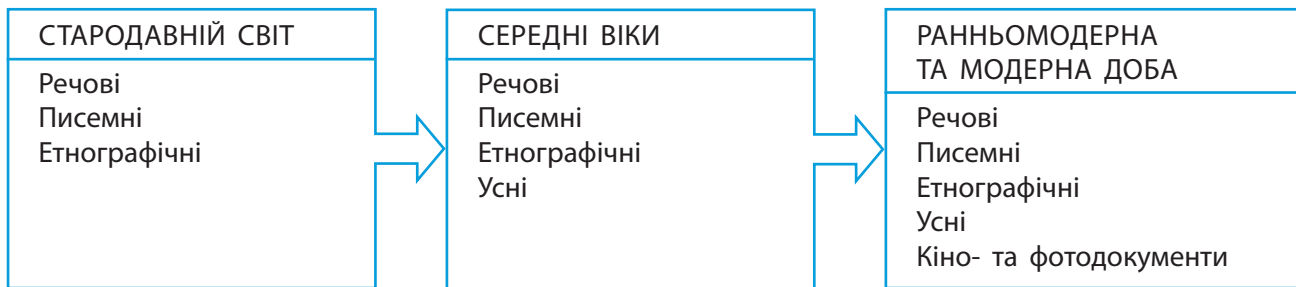 СТАРОДАВНІЙ СВІТ
Речові
Писемні
Етнографічні
СЕРЕДНІ ВІКИ
Речові
Писемні
Етнографічні
Усні
РАННЬОМОДЕРНА
ТА МОДЕРНА ДОБА
Речові
Писемні
Етнографічні
Усні
Кіно- та фотодокументи